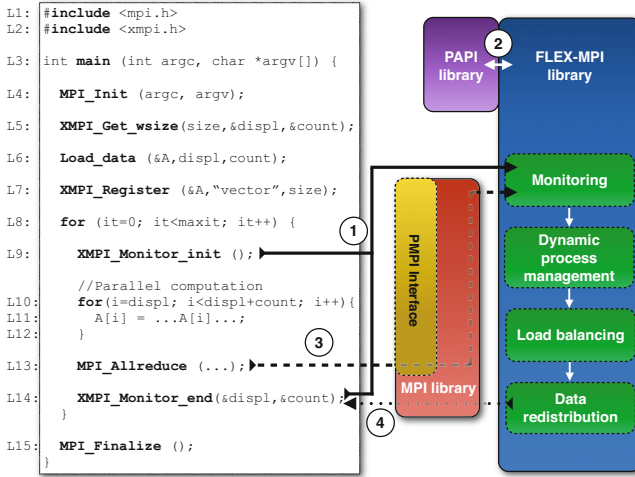 L1: #include <mpi.h>
L2: #include <xmpi.h>
L3: int main (int argc, char *argv[]) {
L4: MPI_Init (argc, argv);
L5: XMPI_Get_wsize(size,&displ,&count);
L6: Load_data (&A,displ,count);
L7: XMPI_Register (&A,“vector”,size);
L8: for (it=0; it<maxit; it++) {
L9: XMPI_Monitor_init ();
//Parallel computation
L10: for(i=displ; i<displ+count; i++){
L11: A[i] = ...A[i]...;
L12: }
L13: MPI_Allreduce (...);
L14: XMPI_Monitor_end(&displ,&count);
}
L15: MPI_Finalize ();
}
1
3
4
PMPI Interface
MPI library
PAPI
library
2
FLEX-MPI
library
Monitoring
Dynamic
process
management
Load balancing
Data
redistribution